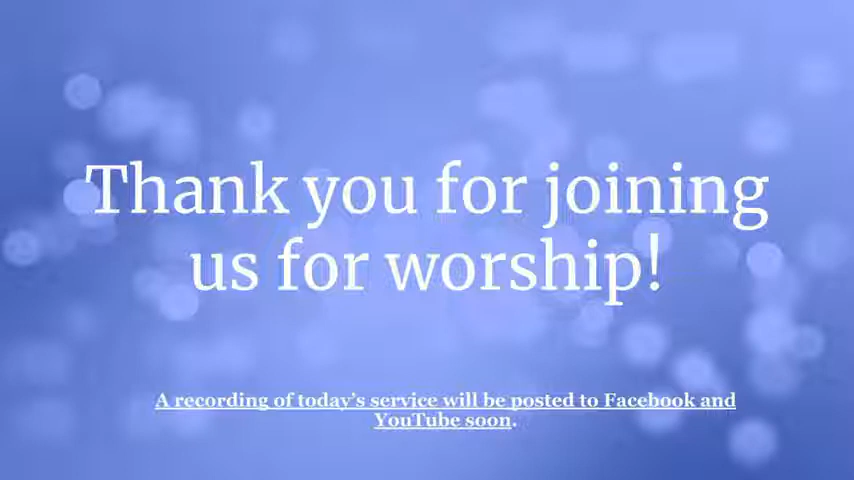 Thank you for joining
us for worship!
A recording of today's service will be posted to Facebook and
YouTube soon.